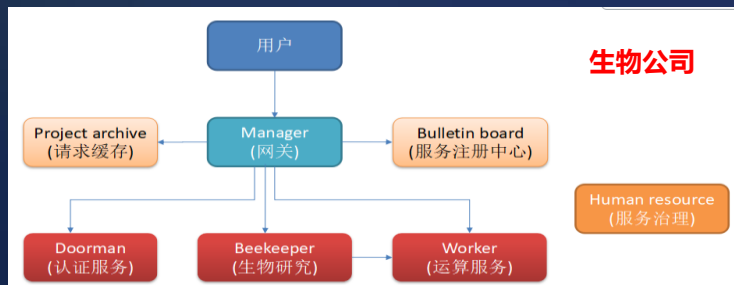 用户
生物公司
Project archive
(请求缓存)
Manager
(网关)
Bulletin board
(服务注册中心)
Human resource
(服务治理)
Doorman
(认证服务)
Beekeeper
(生物研究)
Worker
(运算服务)